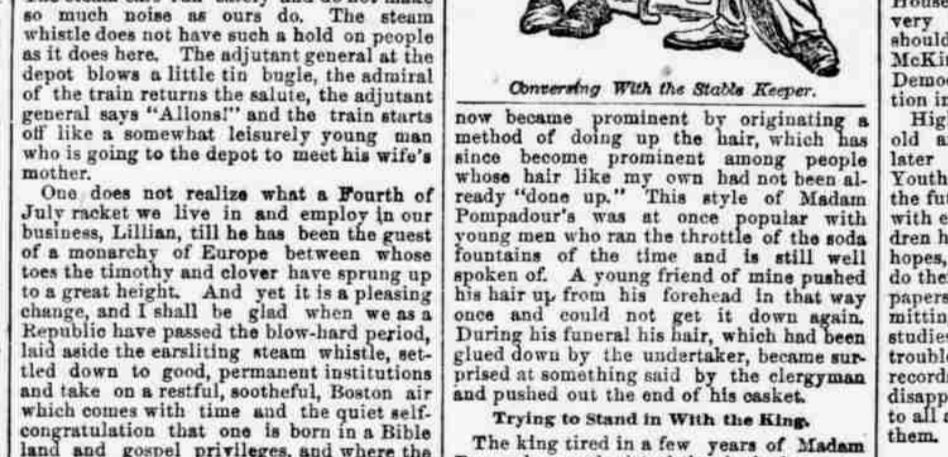 so much noise as ours do. The steam
whistle does not have such a hold on people
as it does here. The adjutant general at the
depot blows a little tin bugle, the admiral
of the train returns the salute, the adjutant
general says "Allons!" and the train starts
off like a somewhat leisurely young man
who is going to the depot to meet his wife's
mother.
One does not realize what a Fourth of
July racket we live in and employ in our
business, Lillian, till he has been the guest
of a monarchy of Europe between whose
toes the timothy and clover have sprung up
to a great height. And yet it is a pleasing
change, and I shall be glad when we as a
Republic have passed the blow-hard period,
laid aside the earsliting steam whistle, set-
tled down to good, permanent institutions
and take on a restful, sootheful, Boston air
which comes with time and the quiet self-
congratulation that one is born in a Bible
land and gospel privileges, and where the
Conversing With the Stable Keeper.
now became prominent by originating a
method of doing up the hair, which has
since become prominent among people
whose hair like my own had not been al-
ready "done up." This style of Madam
Pompadour's was at once popular with
young men who ran the throttle of the soda
fountains of the time and is still well
spoken of. A young friend of mine pushed
his hair up from his forehead in that way
once and could not get it down again.
During his funeral his hair, which had been
glued down by the undertaker, became sur-
prised at something said by the clergyman
and pushed out the end of his casket.
Trying to Stand in With the King.
The king tired in a few years of Madam
House
very
should
McKi
Demo
tion i
Hig
old a
later
Youth
the fu
with
dren h
hopes,
do the
papers
mittin
studies
troubl
record
disapp
to all
them.